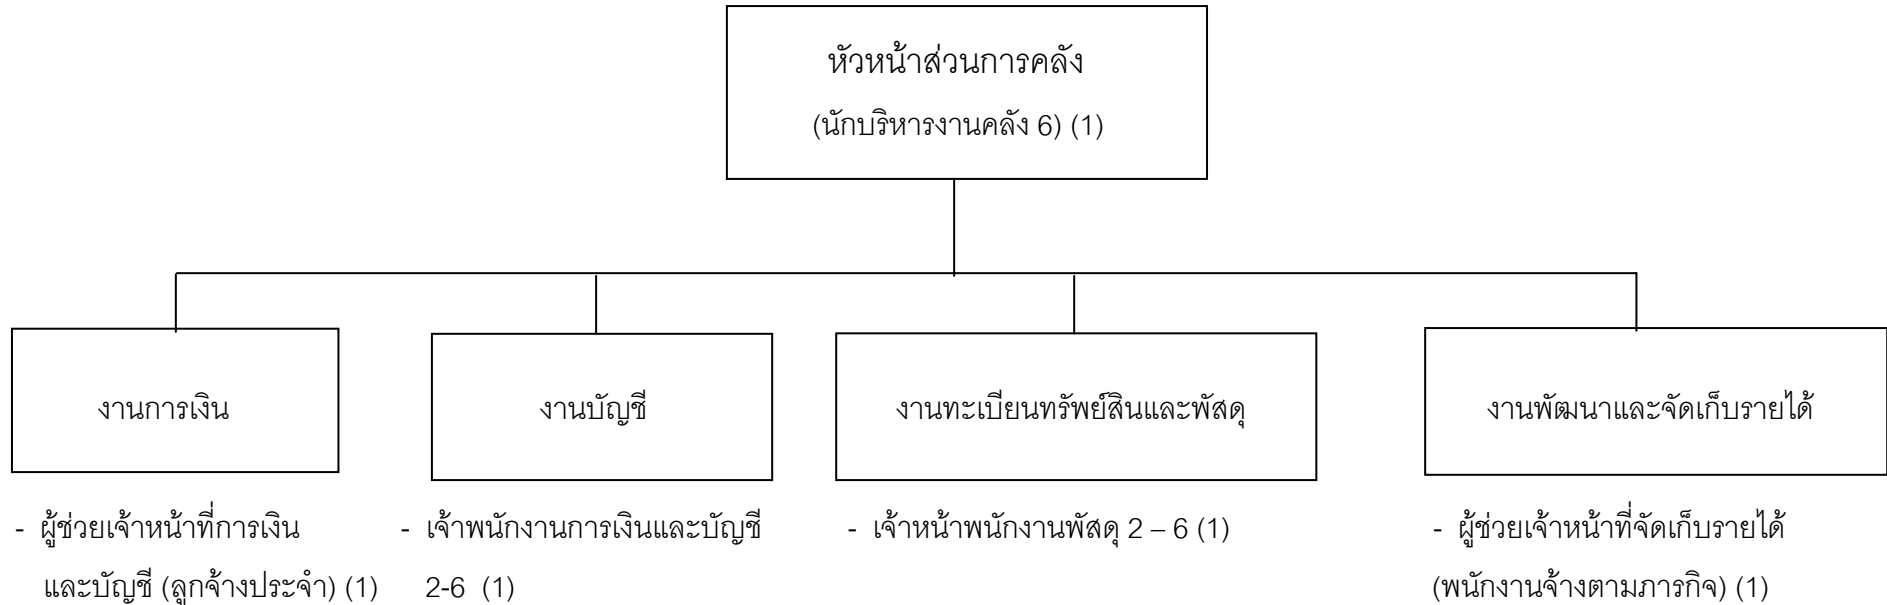 หัวหน้าส่วนการคลัง
(นักบริหารงานคลัง 6) (1)
งานการเงิน
งานบัญชี
งานทะเบียนทรัพย์สินและพัสดุ
งานพัฒนาและจัดเก็บรายได้
- ผู้ช่วยเจ้าหน้าที่การเงิน
และบัญชี (ลูกจ้างประจำ) (1)
- เจ้าพนักงานการเงินและบัญชี
2-6 (1)
- เจ้าหน้าพนักงานพัสดุ 2 – 6 (1)
- ผู้ช่วยเจ้าหน้าที่จัดเก็บรายได้
(พนักงานจ้างตามภารกิจ) (1)